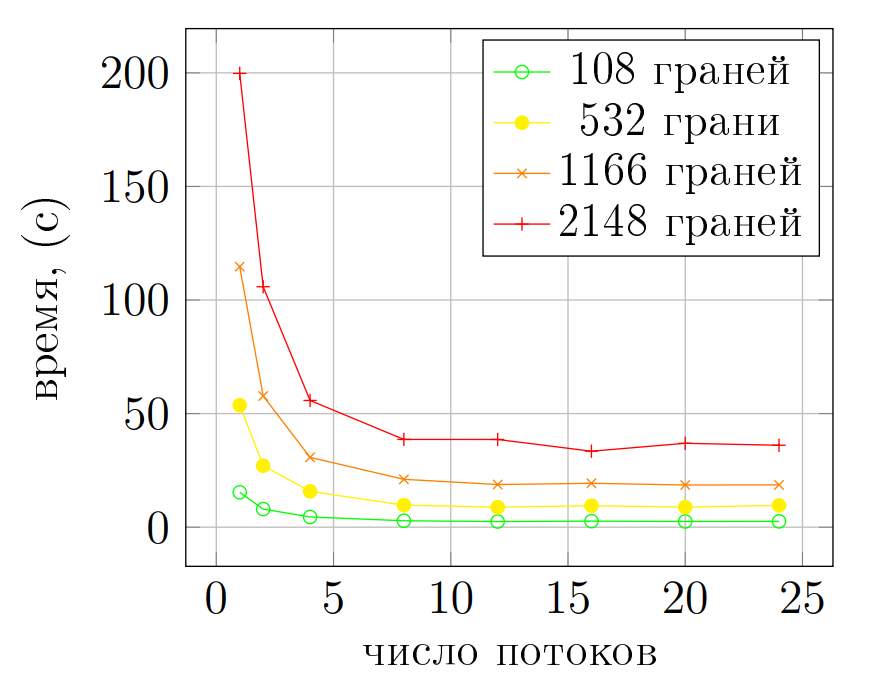 200
150
100
50
0
время, (с)
108 граней
532 грани
1166 граней
2148 граней
0 5 10 15 20 25
число потоков